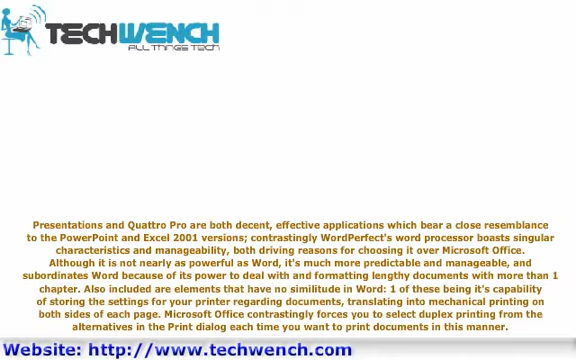 TECHWENCH
ALL THINGS TECH
Presentations and Quattro Pro are both decent, effective applications which bear a close resemblance
to the PowerPoint and Excel 2001 versions; contrastingly WordPerfect's word processor boasts singular
characteristics and manageability, both driving reasons for choosing it over Microsoft Office.
Although it is not nearly as powerful as Word, it's much more predictable and manageable, and
subordinates Word because of its power to deal with and formatting lengthy documents with more than 1
chapter. Also included are elements that have no similitude in Word: 1 of these being it's capability
of storing the settings for your printer regarding documents, translating into mechanical printing on
both sides of each page. Microsoft Office contrastingly forces you to select duplex printing from the
alternatives in the Print dialog each time you want to print documents in this manner.
Website: http://www.techwench.com